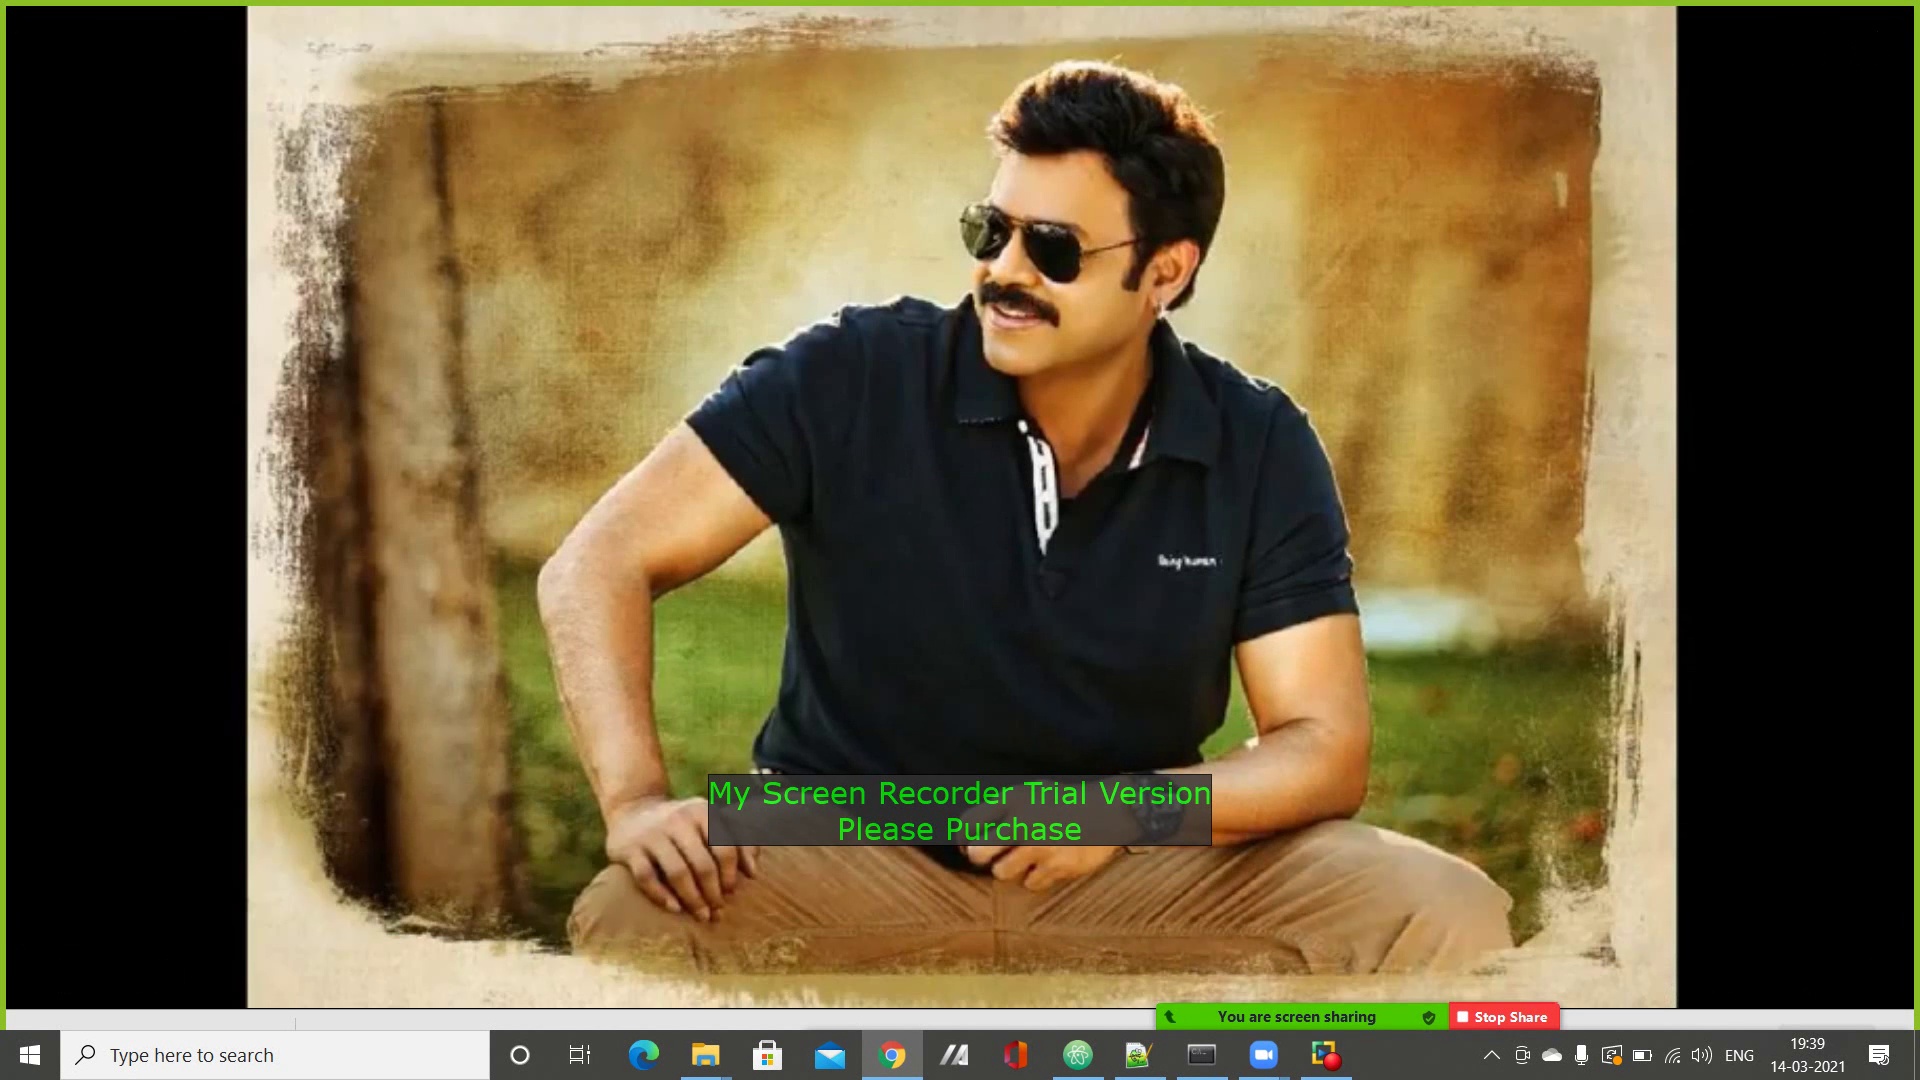 Being Human
My Screen Recorder Trial Version
Please Purchase
You are screen sharing
Stop Share
Type here to search
ENG
19:39
14-03-2021